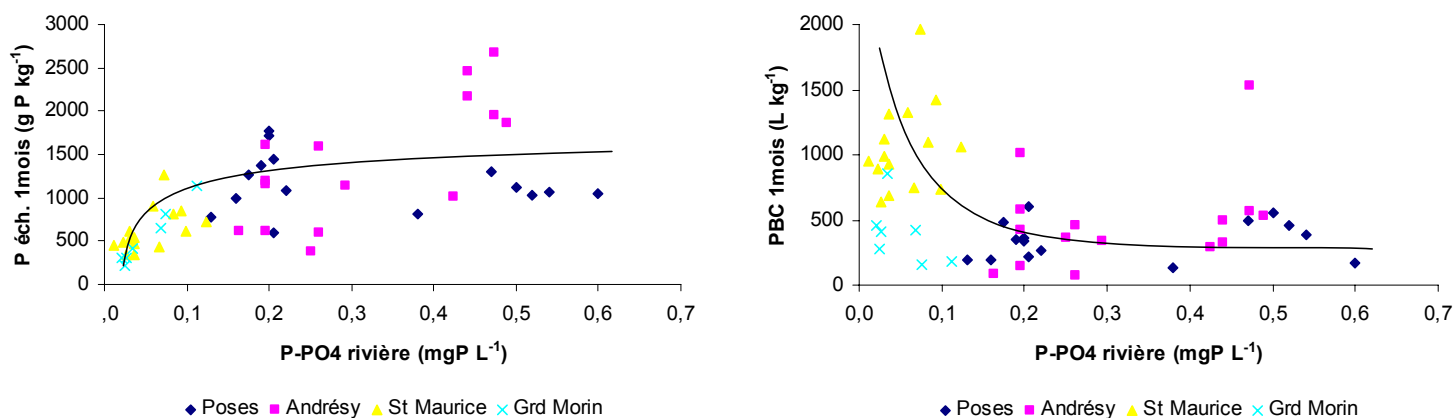 P éch. 1mois (g P kg-1)
3000
2500
2000
1500
1000
500
0
,0 0,1 0,2 0,3 0,4 0,5 0,6 0,7
P-PO4 rivière (mgP L-1)
Poses Andrésy St Maurice Grd Morin
PBC 1mois (L kg-1)
2000
1500
1000
500
0
0,0 0,1 0,2 0,3 0,4 0,5 0,6 0,7
P-PO4 rivière (mgP L-1)
Poses Andrésy St Maurice Grd Morin